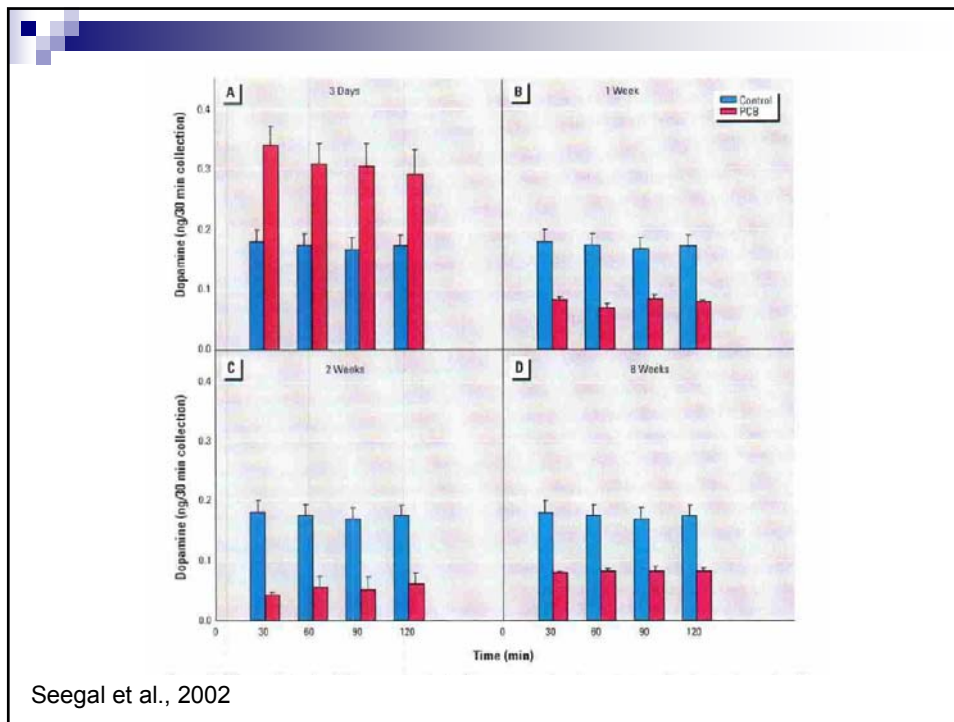 A 3 Days
B 1 Week
Control
PCB
Dopamine (ng/30 min collection)
0.4
0.3
0.2
0.1
0.0
C 2 Weeks
D 8 Weeks
Dopamine (ng/30 min collection)
0.4
0.3
0.2
0.1
0.0
0 30 60 90 120 0 30 60 90 120
Time (min)
Seegal et al., 2002